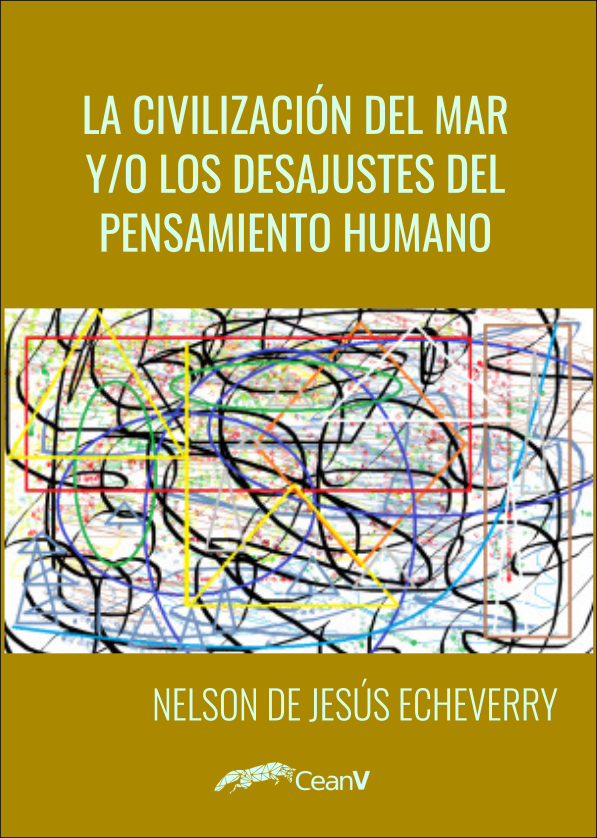 LA CIVILIZACIÓN DEL MAR
Y/O LOS DESAJUSTES DEL
PENSAMIENTO HUMANO
NELSON DE JESÚS ECHEVERRY
CeanV